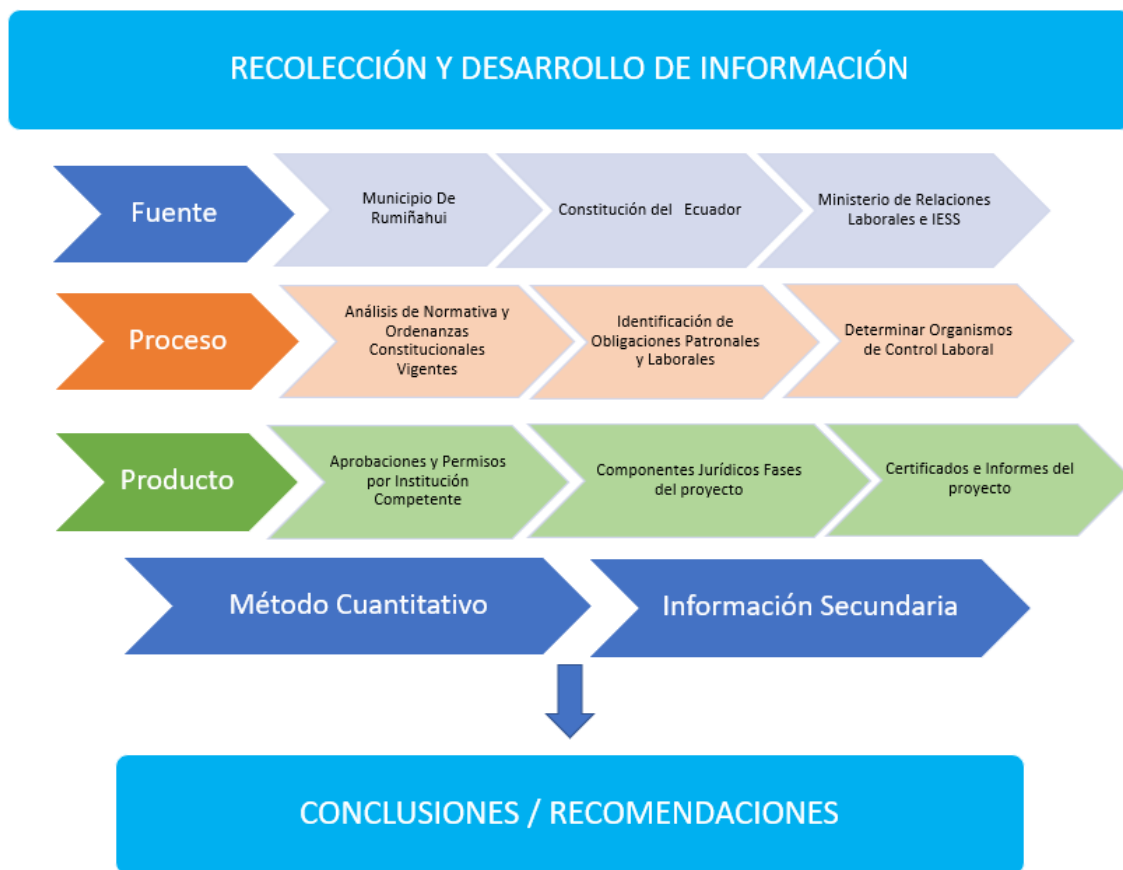 RECOLECCIÓN Y DESARROLLO DE INFORMACIÓN
Fuente
Municipio De
Rumiñahui
Constitución del Ecuador
Ministerio de Relaciones
Laborales e IESS
Proceso
Análisis de Normativa y
Ordenanzas
Constitucionales
Vigentes
Identificación de
Obligaciones Patronales
y Laborales
Determinar Organismos
de Control Laboral
Producto
Aprobaciones y Permisos
por Institución
Competente
Componentes Jurídicos Fases
del proyecto
Certificados e Informes del
proyecto
Método Cuantitativo
Información Secundaria
CONCLUSIONES / RECOMENDACIONES